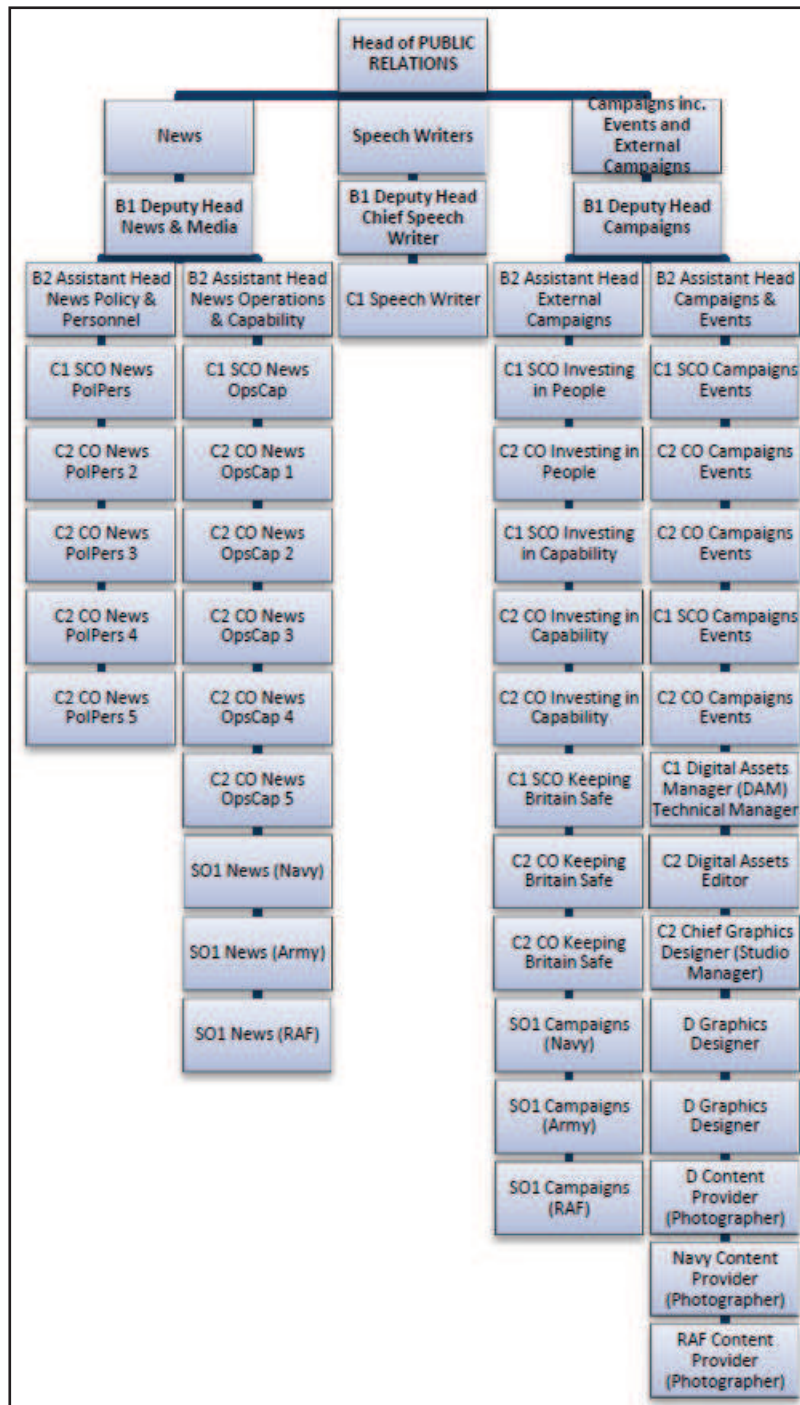 Head of PUBLIC
RELATIONS
News
Speech Writers
Campaigns inc.
Events and
External
Campaigns
B1 Deputy Head
News & Media
B1 Deputy Head
Chief Speech
Writer
B1 Deputy Head
Campaigns
B2 Assistant Head
News Policy &
Personnel
B2 Assistant Head
News Operations
& Capability
C1 Speech Writer
B2 Assistant Head
External
Campaigns
B2 Assistant Head
Campaigns &
Events
C1 SCO News
PolPers
C2 CO News
PolPers 2
C2 CO News
PolPers 3
C2 CO News
PolPers 4
C2 CO News
PolPers 5
C1 SCO News
OpsCap
C2 CO News
OpsCap 1
C2 CO News
OpsCap 2
C2 CO News
OpsCap 3
C2 CO News
OpsCap 4
C2 CO News
OpsCap 5
SO1 News (Navy)
SO1 News (Army)
SO1 News (RAF)
C1 SCO Investing
in People
C2 CO Investing in
People
C1 SCO Investing
in Capability
C2 CO Investing in
Capability
C2 CO Investing in
Capability
C1 SCO Keeping
Britain Safe
C2 CO Keeping
Britain Safe
C2 CO Keeping
Britain Safe
SO1 Campaigns
(Navy)
SO1 Campaigns
(Army)
SO1 Campaigns
(RAF)
C1 SCO Campaigns
Events
C2 CO Campaigns
Events
C2 CO Campaigns
Events
C1 SCO Campaigns
Events
C2 CO Campaigns
Events
C1 Digital Assets
Manager (DAM)
Technical Manager
C2 Digital Assets
Editor
C2 Chief Graphics
Designer (Studio
Manager)
D Graphics
Designer
D Graphics
Designer
D Content
Provider
(Photographer)
Navy Content
Provider
(Photographer)
RAF Content
Provider
(Photographer)